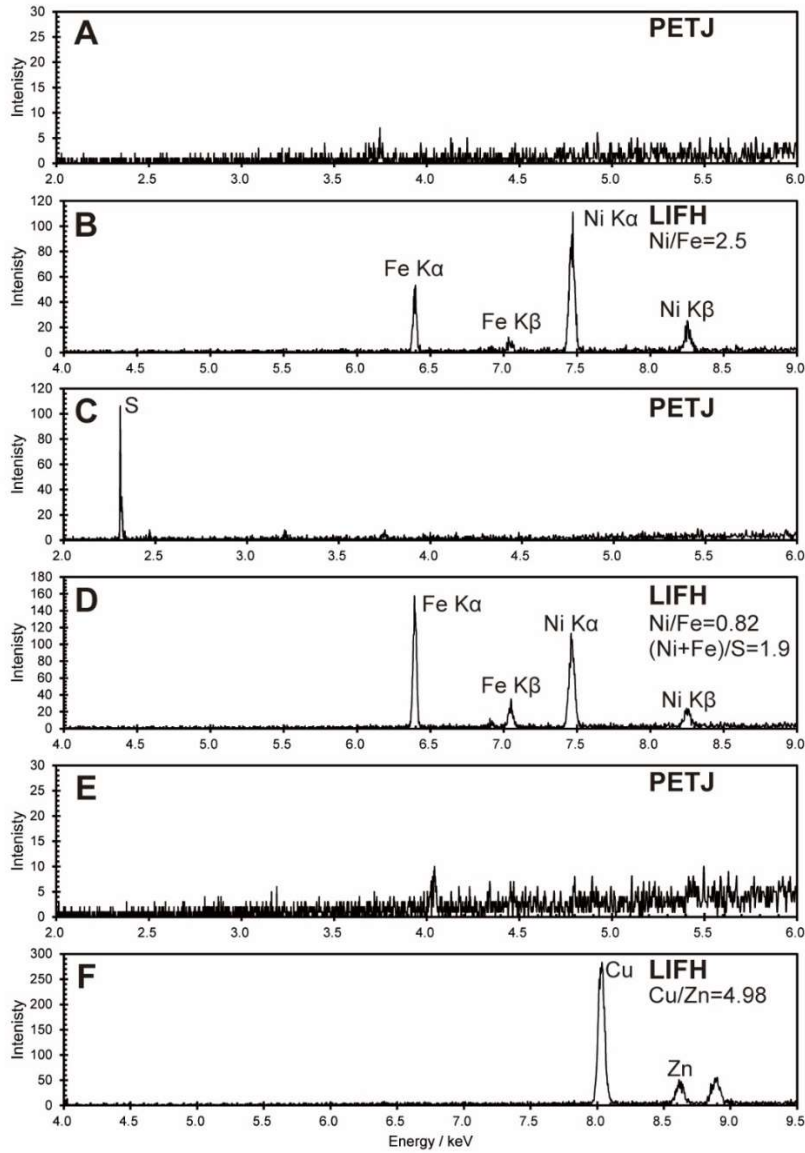 A
PETJ
Intenisty
30
25
20
15
10
5
0
2.0 2.5 3.0 3.5 4.0 4.5 5.0 5.5 6.0
B
LIFH
Ni/Fe=2.5
Intenisty
120
100
80
60
40
20
0
Fe Kα
Fe Kβ
Ni Kα
Ni Kβ
4.0 4.5 5.0 5.5 6.0 6.5 7.0 7.5 8.0 8.5 9.0
C
PETJ
Intenisty
120
100
80
60
40
20
0
S
2.0 2.5 3.0 3.5 4.0 4.5 5.0 5.5 6.0
D
LIFH
Ni/Fe=0.82
(Ni+Fe)/S=1.9
Intenisty
180
160
140
120
100
80
60
40
20
0
Fe Kα
Fe Kβ
Ni Kα
Ni Kβ
4.0 4.5 5.0 5.5 6.0 6.5 7.0 7.5 8.0 8.5 9.0
E
PETJ
Intenisty
30
25
20
15
10
5
0
2.0 2.5 3.0 3.5 4.0 4.5 5.0 5.5 6.0
F
LIFH
Cu/Zn=4.98
Intenisty
300
250
200
150
100
50
0
Cu
Zn
4.0 4.5 5.0 5.5 6.0 6.5 7.0 7.5 8.0 8.5 9.0 9.5
Energy / keV